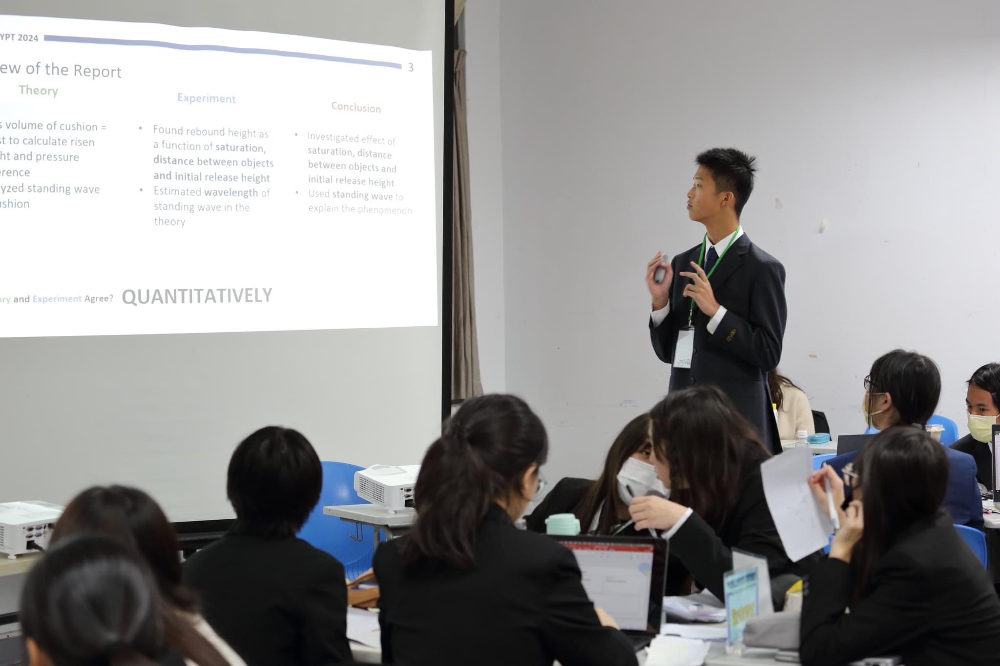 YPT 2024
3
ew of the Report
Theory
s volume of cushion =
st to calculate risen
ht and pressure
erence
yzed standing wave
ushion
Experiment
• Found rebound height as
a function of saturation,
distance between objects
and initial release height
• Estimated wavelength of
standing wave in the
theory
Conclusion
• Investigated effect of
saturation, distance
between objects and
initial release height
• Used standing wave to
explain the phenomenon
ory and Experiment Agree? QUANTITATIVELY